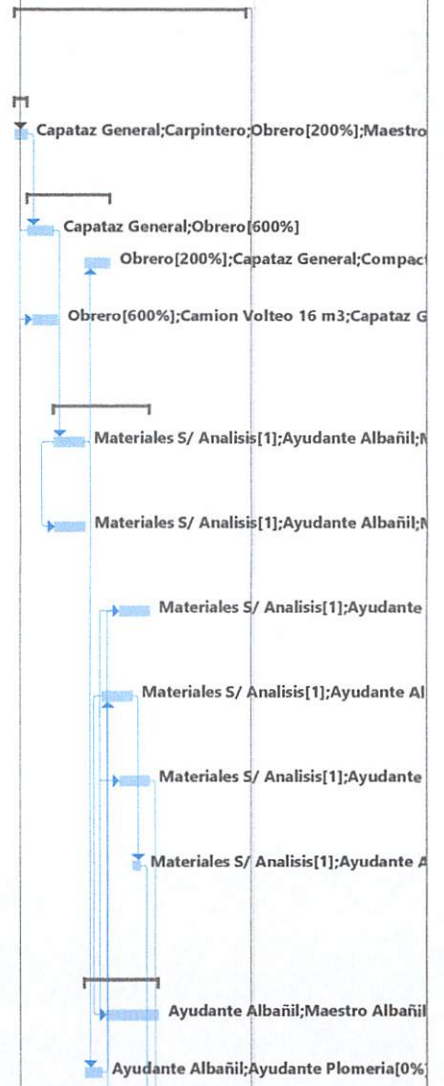 Capataz General;Carpintero;Obrero[200%];Maestro
Capataz General;Obrero[600%]
Obrero[200%];Capataz General;Compact
Obrero[600%];Camion Volteo 16 m3;Capataz G
Materiales S/ Analisis[1];Ayudante Albañil;M
Materiales S/ Analisis[1];Ayudante Albañil;M
Materiales S/ Analisis[1];Ayudante
Materiales S/ Analisis[1];Ayudante Al
Materiales S/ Analisis[1];Ayudante
Materiales S/ Analisis[1];Ayudante A
Ayudante Albañil;Maestro Albañil
Ayudante Albañil;Ayudante Plomeria[0%]